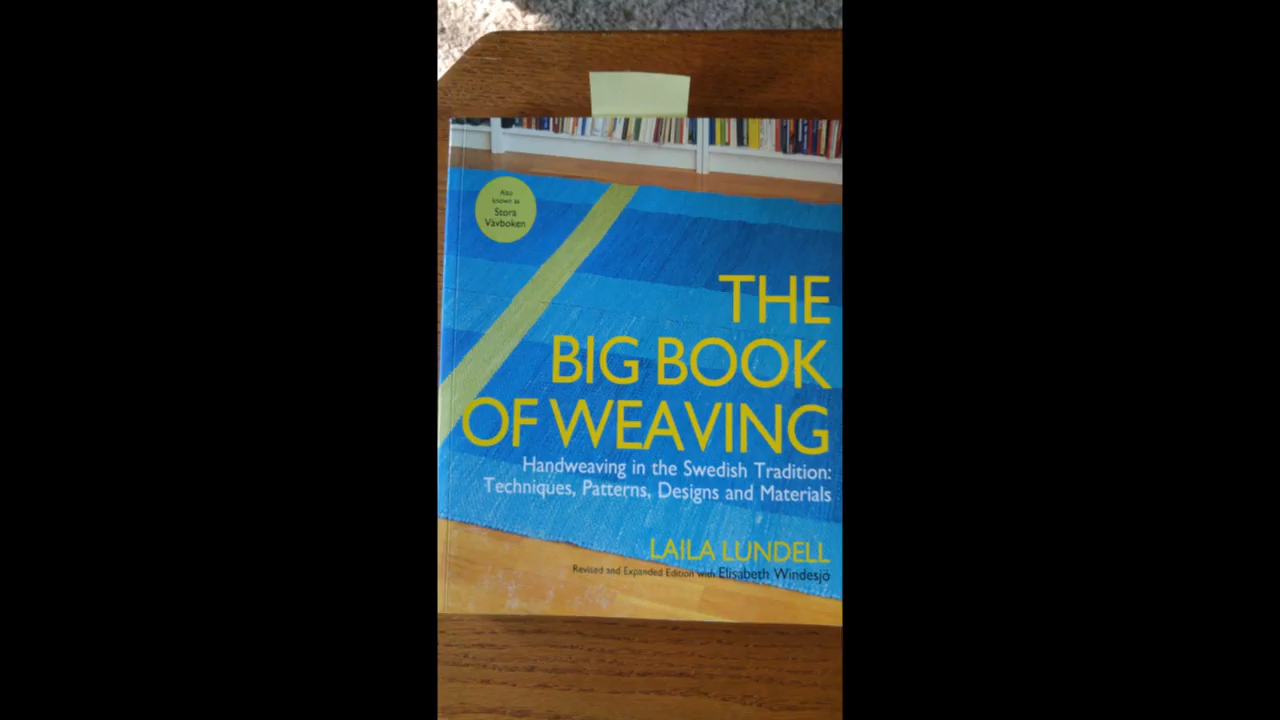 Also
known as
Stora
Vävboken
THE
BIG BOOK
OF WEAVING
Handweaving in the Swedish Tradition:
Techniques, Patterns, Designs and Materials
LAILA LUNDELL
Revised and Expanded Edition with Elisabeth Windesjö